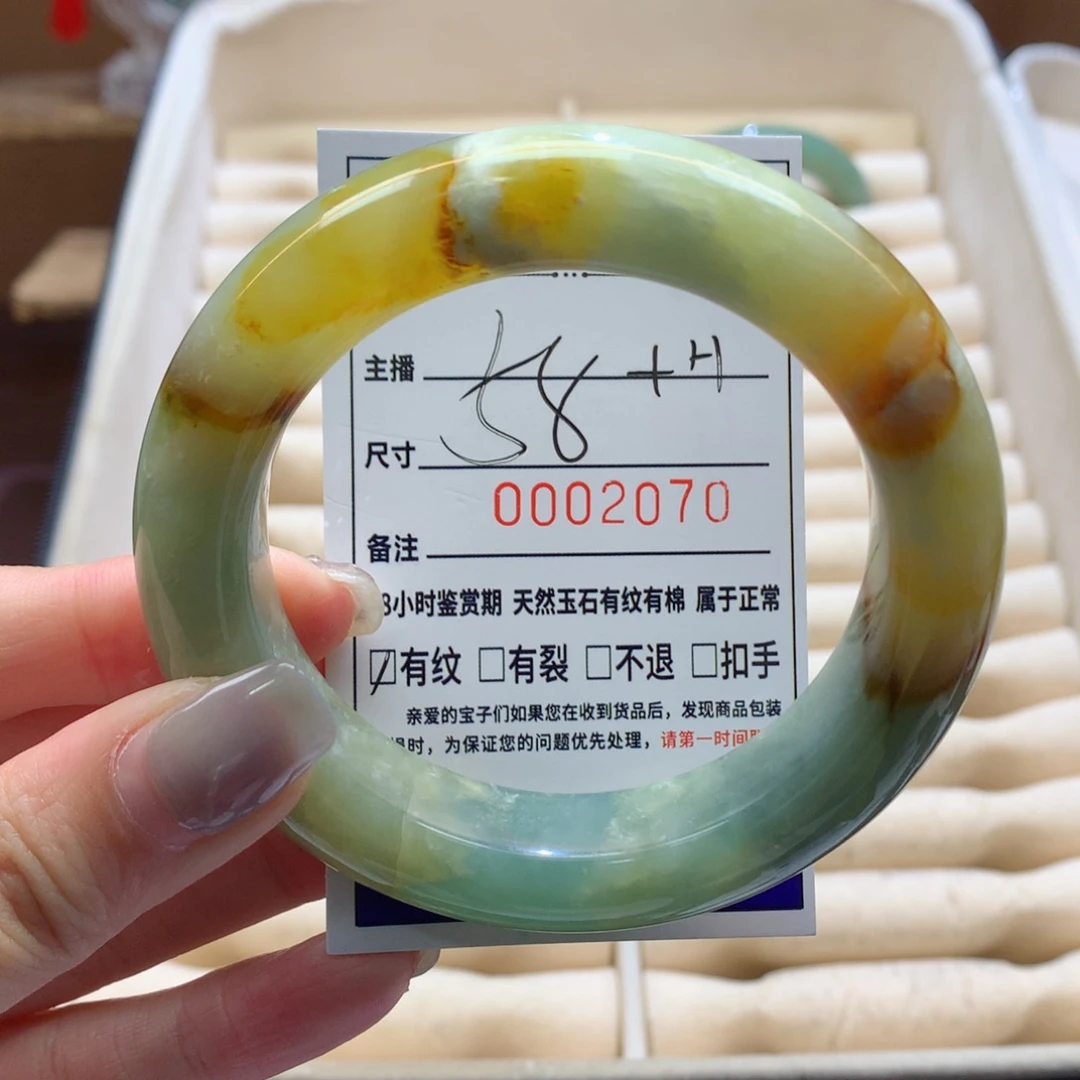 主播
58 +H
尺寸
0002070
备注
8小时鉴赏期 天然玉石有纹有棉 属于正常
☑有纹 □有裂 □不退 □扣手
亲爱的宝子们如果您在收到货品后，发现商品包装
时，为保证您的问题优先处理，请第一时间